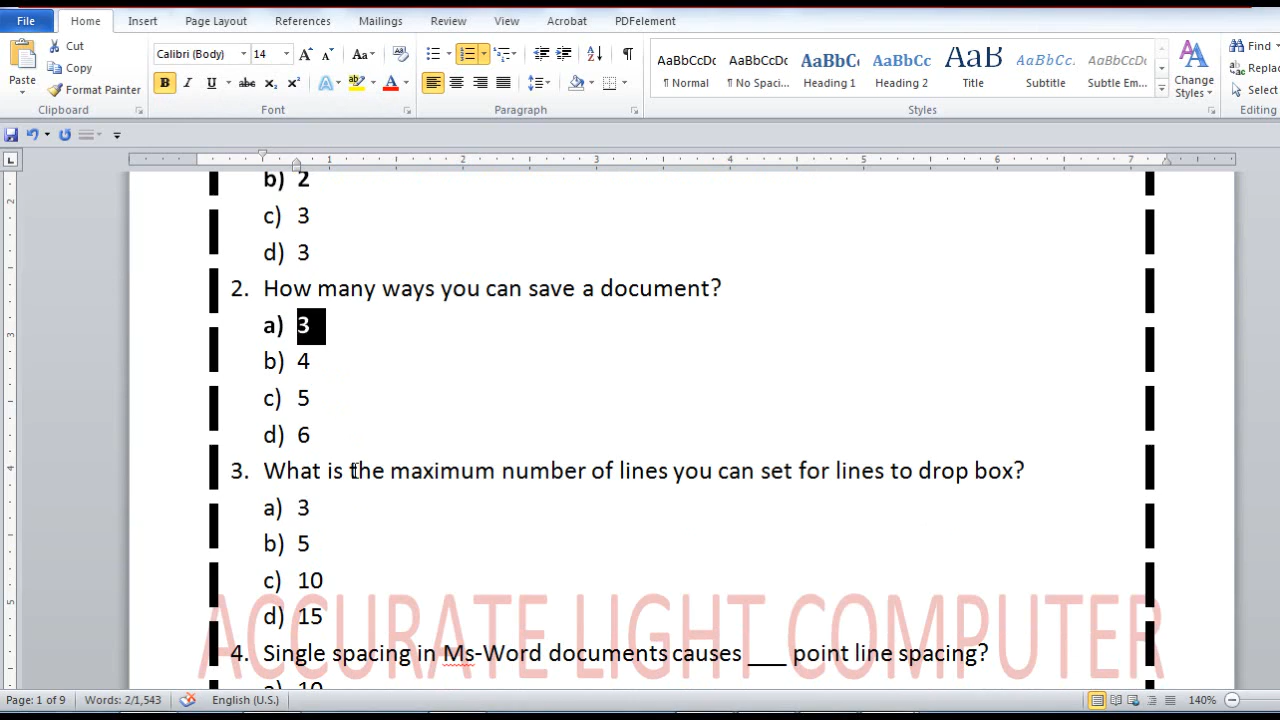 File Home Insert Page Layout References Mailings Review View Acrobat PDFelement
Cut
Copy
Paste
Format Painter
Clipboard
Calibri (Body) 14
Font
Paragraph
AaBbCcDc AaBbCcDc AaBbC AaBbCc AaB AaBbCc. AaBbCcDc
¶ Normal ¶ No Spaci... Heading 1 Heading 2 Title Subtitle Subtle Em...
Change Styles
Styles
Find
Replac
Select
Editing
b) 2
c) 3
d) 3
2. How many ways you can save a document?
a) 3
b) 4
c) 5
d) 6
3. What is the maximum number of lines you can set for lines to drop box?
a) 3
b) 5
c) 10
d) 15
ACCURATE LIGHT COMPUTER
4. Single spacing in Ms-Word documents causes ___ point line spacing?
a) 10
Page: 1 of 9 Words: 2/1,543 English (U.S.) 140%